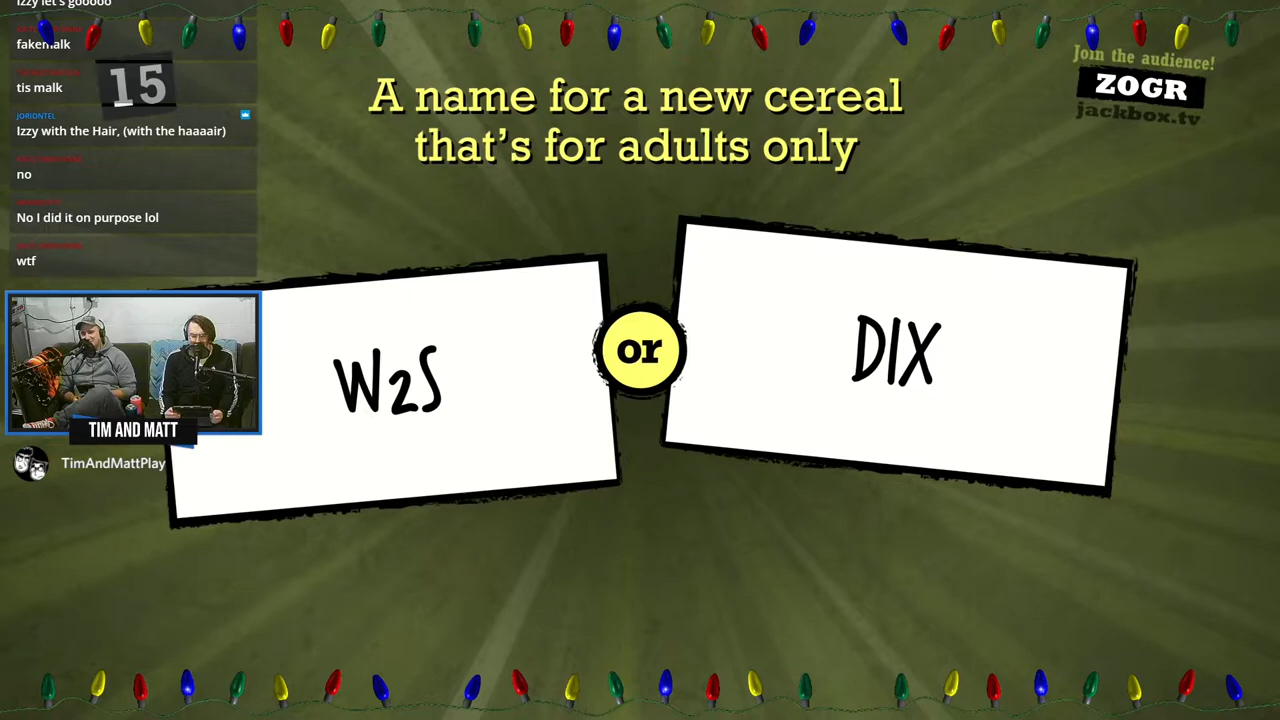 Izzy let's gooooo
fakemalk
tis malk
15
JORIONTEL
Izzy with the Hair, (with the haaaair)
no
No I did it on purpose lol
wtf
A name for a new cereal
that's for adults only
Join the audience!
ZOGR
jackbox.tv
W2S
or
DIX
TIM AND MATT
TimAndMattPlay